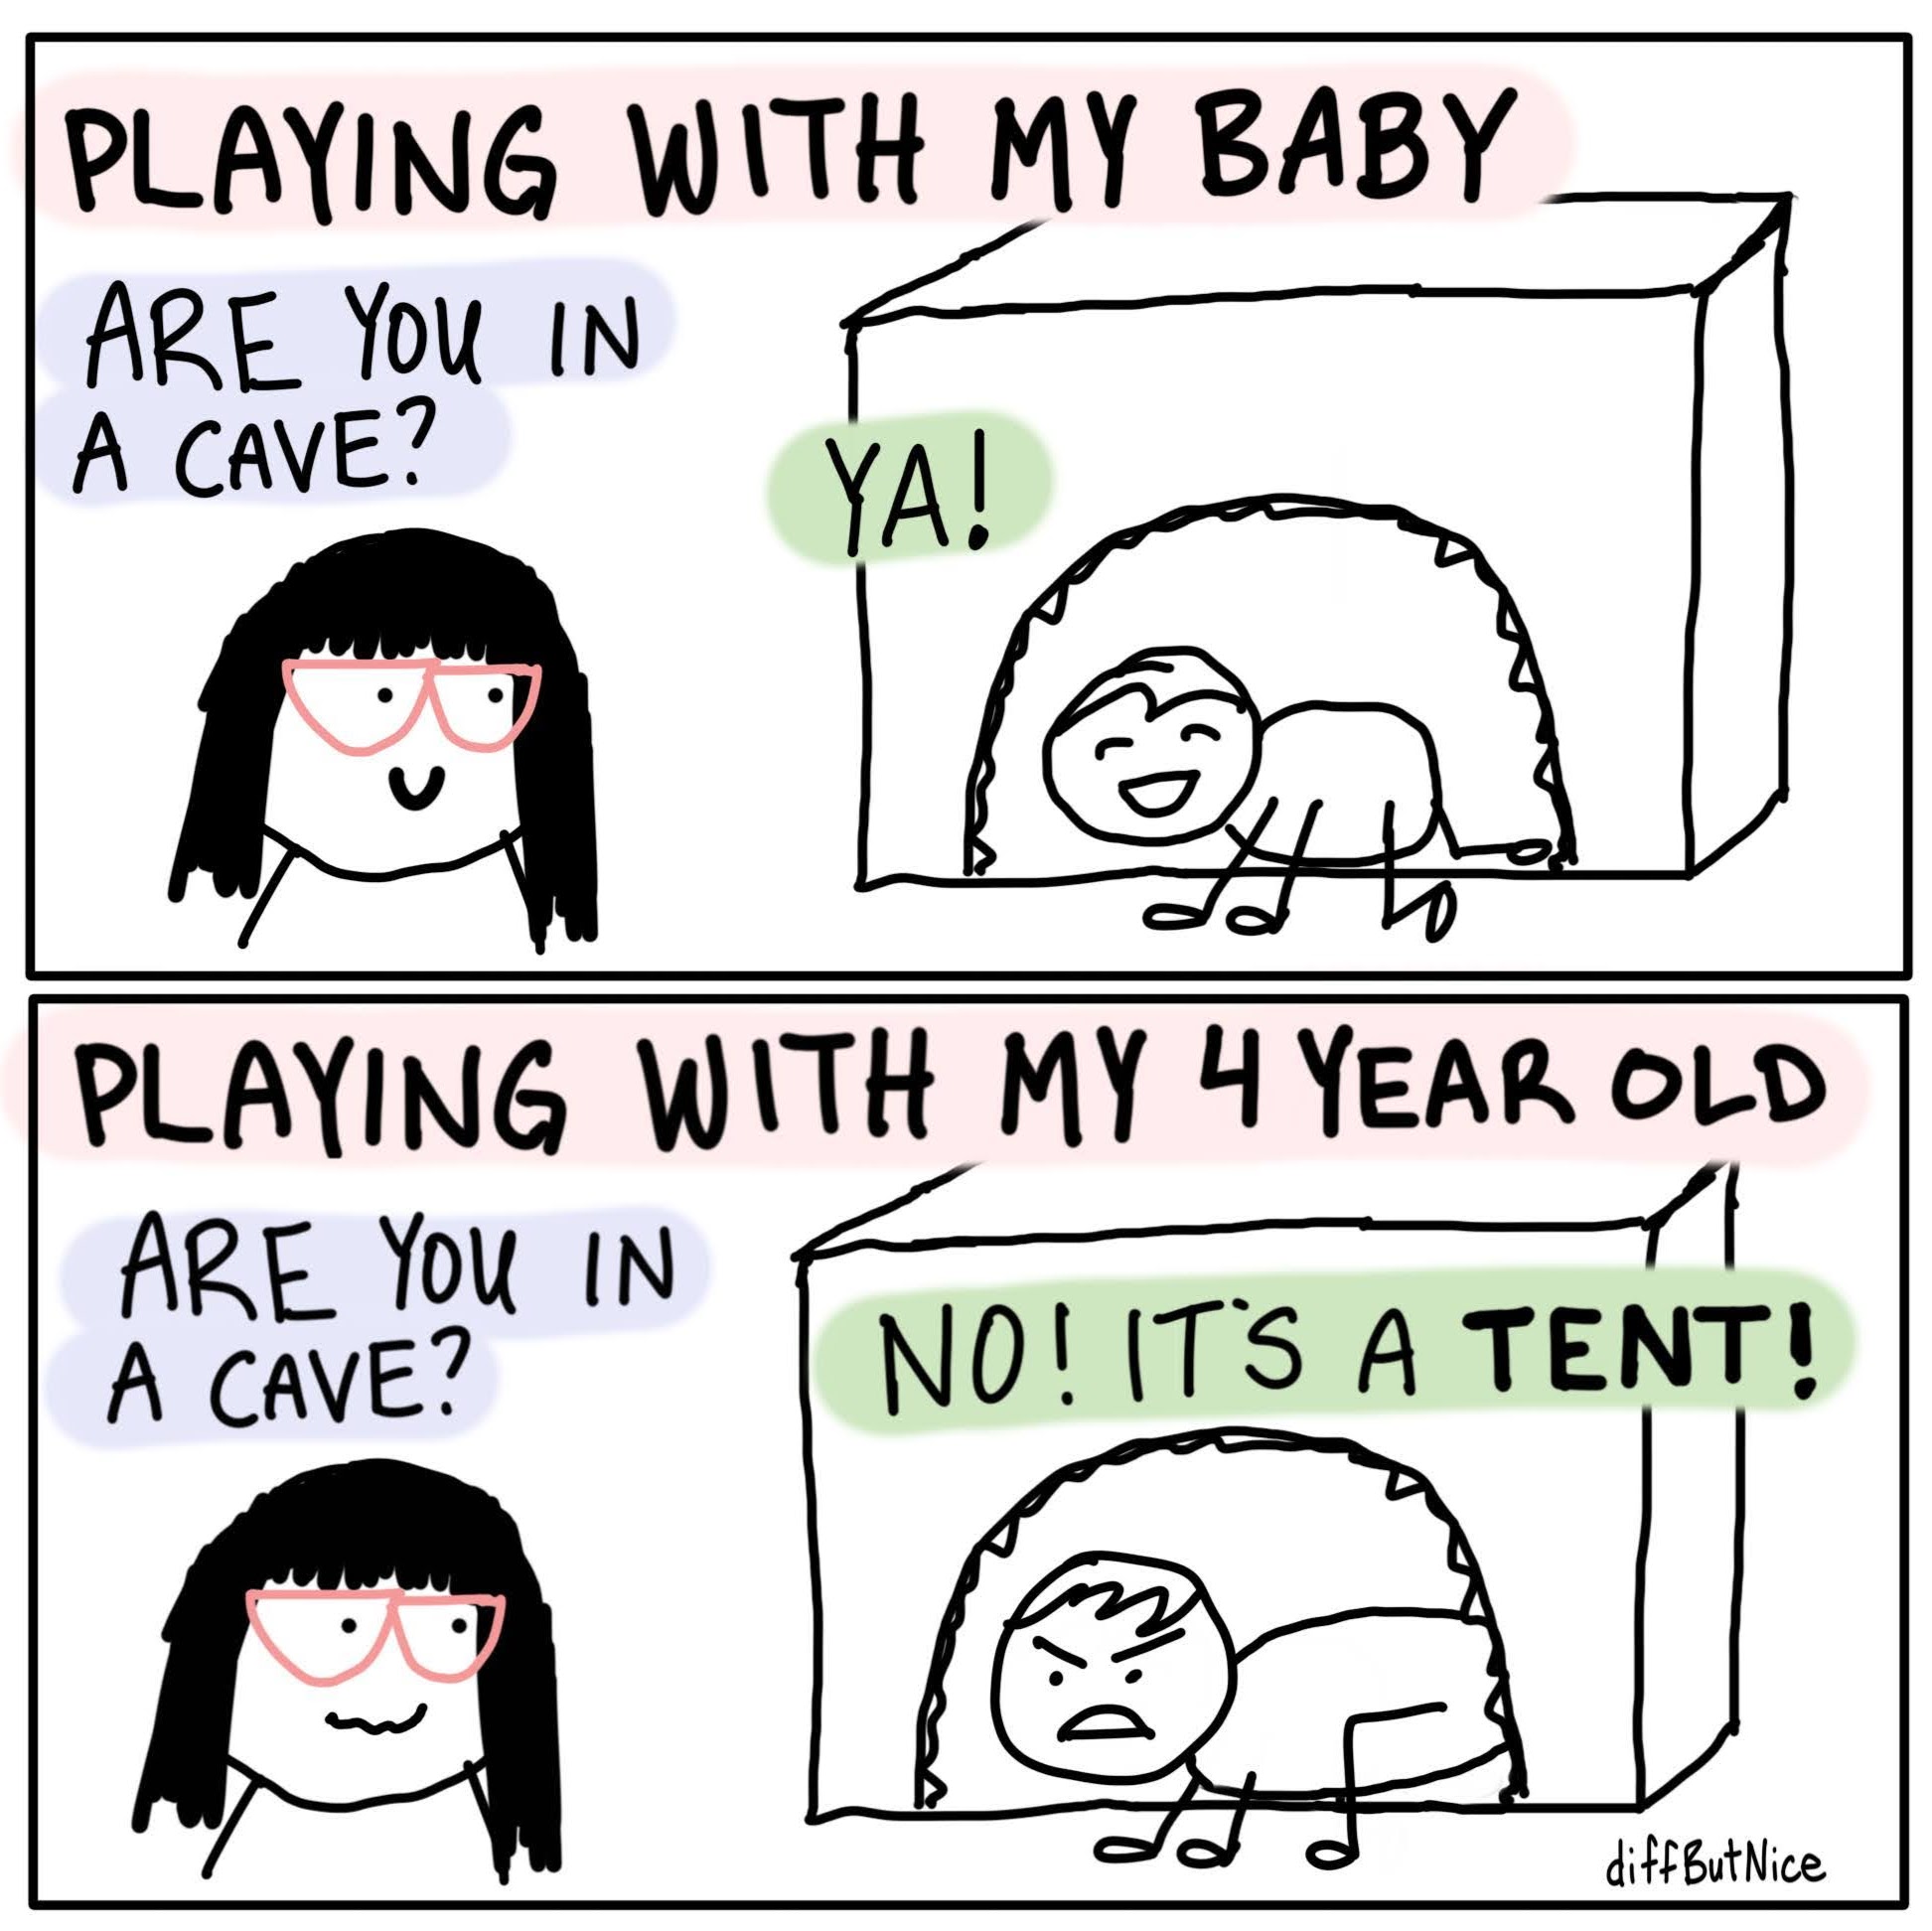 PLAYING WITH MY BABY
ARE YOU IN
A CAVE?
YA!
PLAYING WITH MY 4 YEAR OLD
ARE YOU IN
A CAVE?
NO! IT'S A TENT!
diffButNice